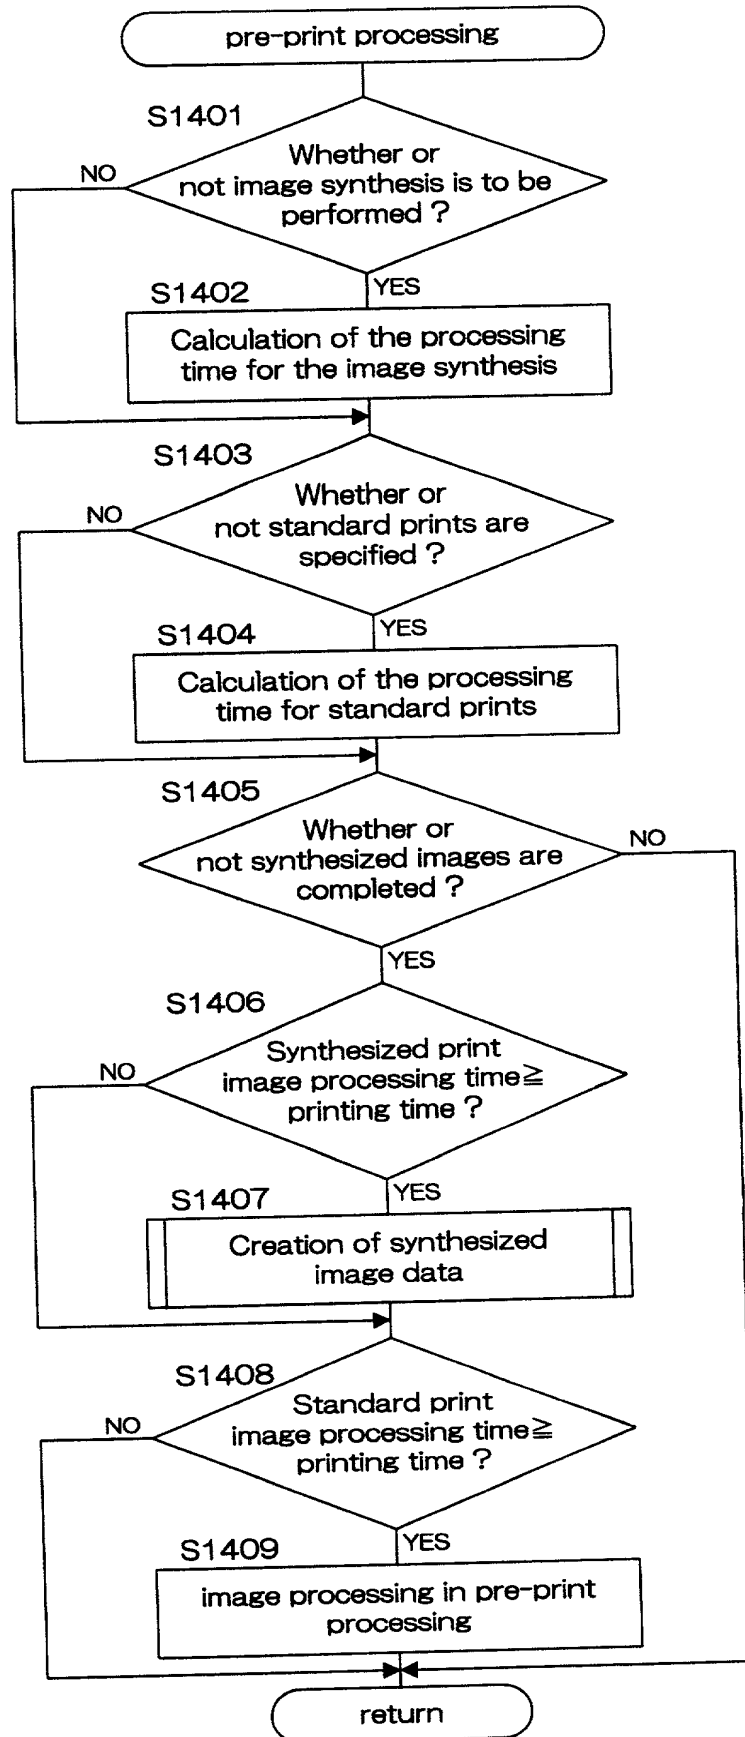 pre-print processing
S1401
Whether or
NO
not image synthesis is to be
performed ?
YES
S1402
Calculation of the processing
time for the image synthesis
S1403
Whether or
NO
not standard prints are
specified ?
YES
S1404
Calculation of the processing
time for standard prints
S1405
Whether or
NO
not synthesized images are
completed ?
YES
S1406
Synthesized print
NO
image processing time≧
printing time ?
YES
S1407
Creation of synthesized
image data
S1408
Standard print
NO
image processing time≧
printing time ?
YES
S1409
image processing in pre-print
processing
return